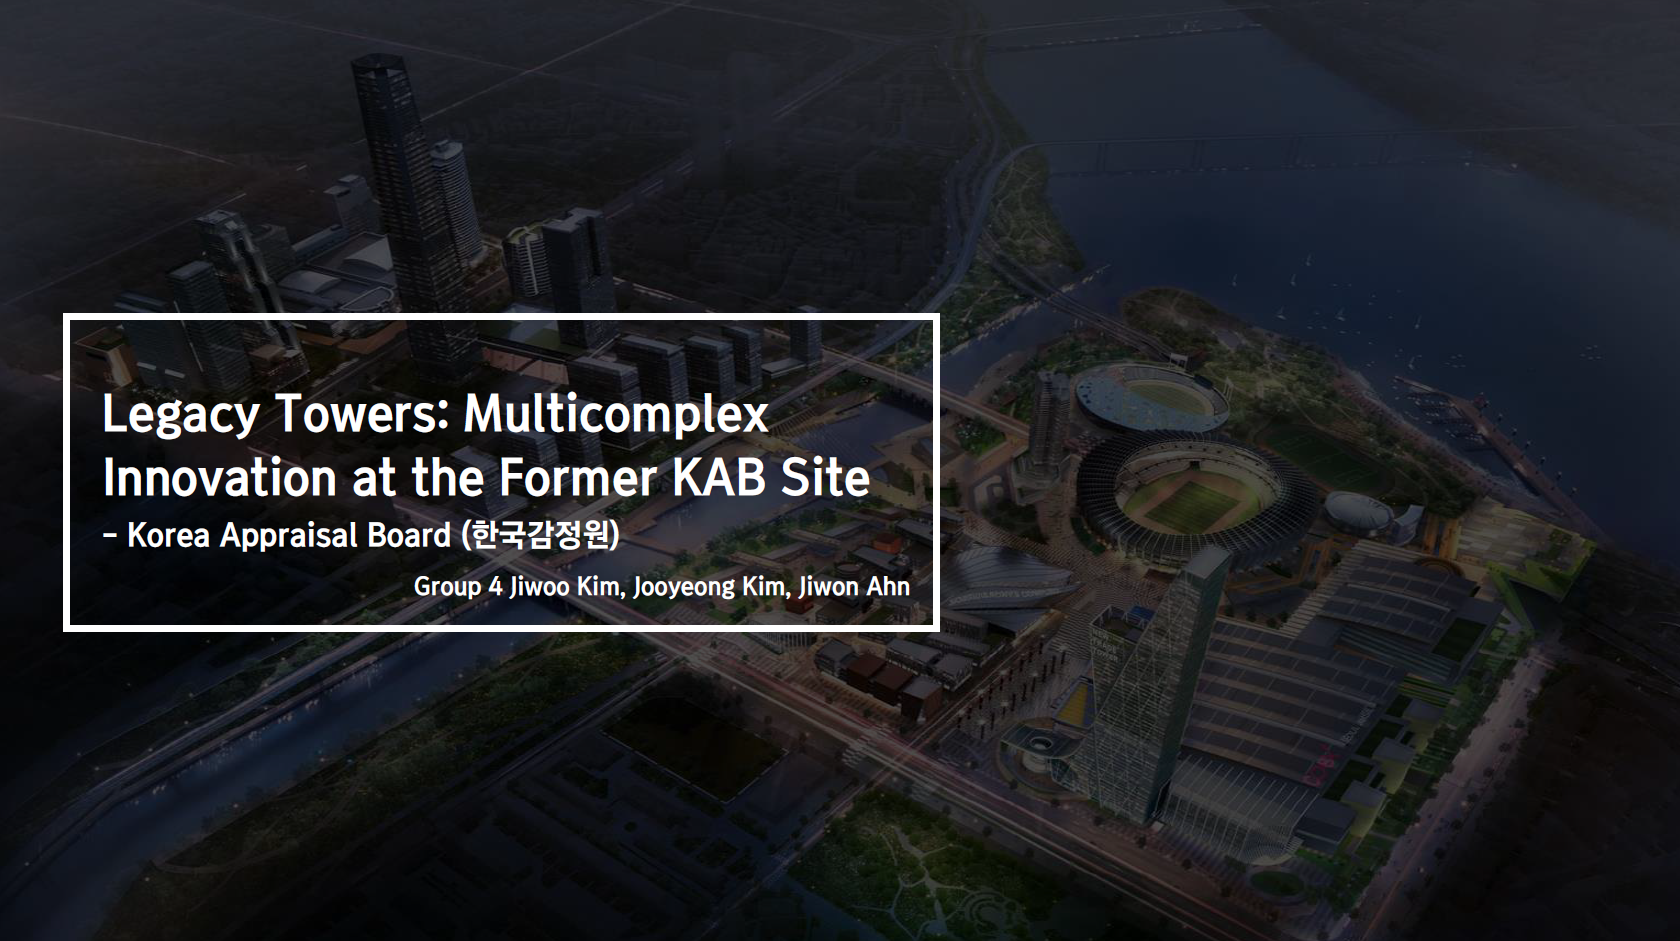 Legacy Towers: Multicomplex
Innovation at the Former KAB Site
– Korea Appraisal Board (한국감정원)
Group 4 Jiwoo Kim, Jooyeong Kim, Jiwon Ahn